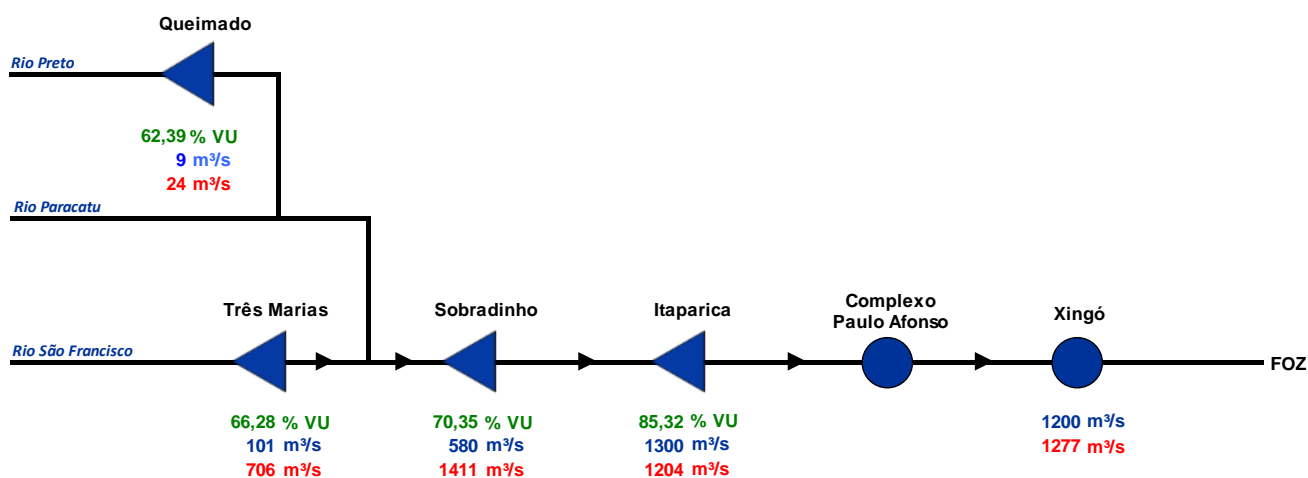 Queimado
Rio Preto
62,39 % VU
9 m³/s
24 m³/s
Rio Paracatu
Três Marias
Sobradinho
Itaparica
Complexo
Paulo Afonso
Xingó
Rio São Francisco
FOZ
66,28 % VU
101 m³/s
706 m³/s
70,35 % VU
580 m³/s
1411 m³/s
85,32 % VU
1300 m³/s
1204 m³/s
1200 m³/s
1277 m³/s